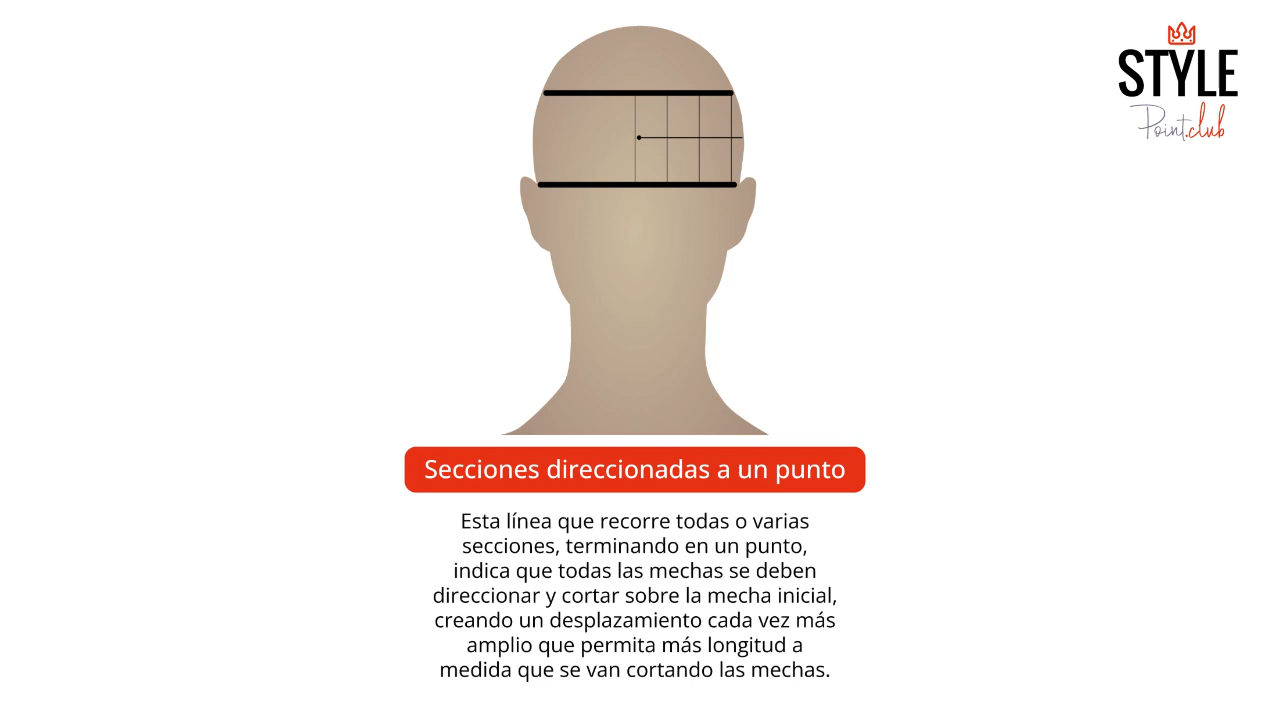 STYLE
Point.club
Secciones direccionadas a un punto
Esta línea que recorre todas o varias
secciones, terminando en un punto,
indica que todas las mechas se deben
direccionar y cortar sobre la mecha inicial,
creando un desplazamiento cada vez más
amplio que permita más longitud a
medida que se van cortando las mechas.